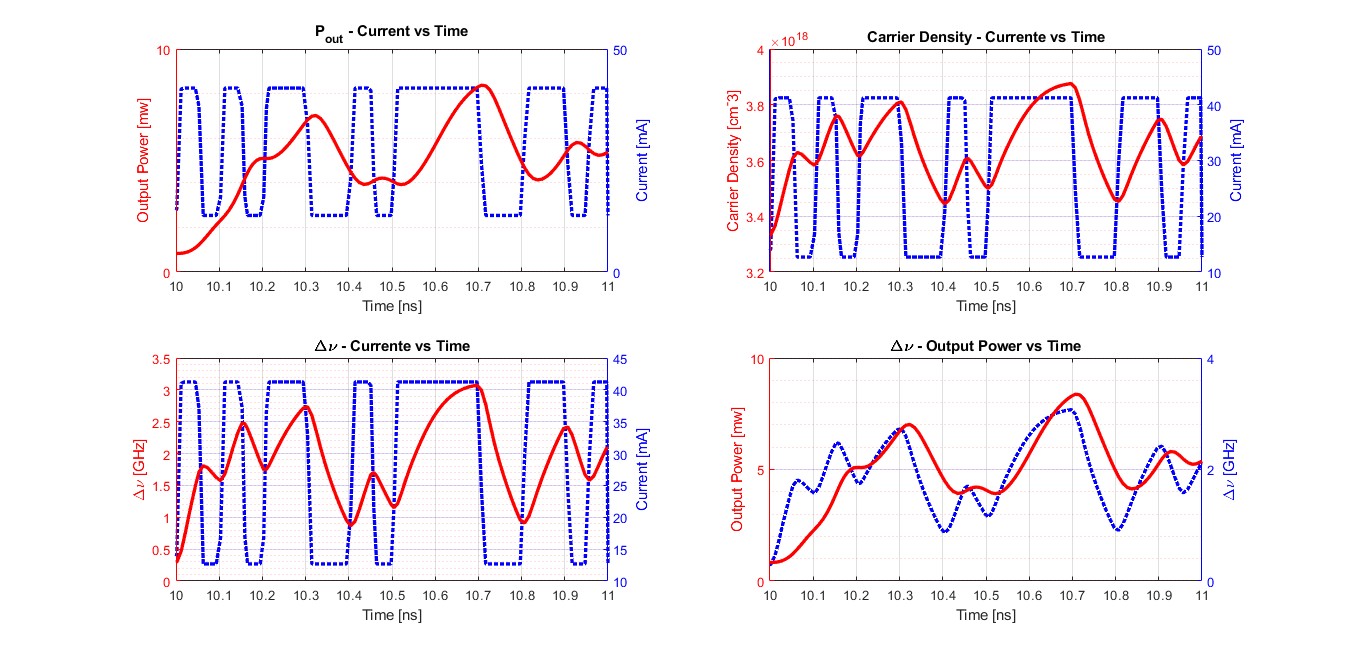 P_out - Current vs Time
10
0
Output Power [mw]
50
0
Current [mA]
10 10.1 10.2 10.3 10.4 10.5 10.6 10.7 10.8 10.9 11
Time [ns]
Carrier Density - Currente vs Time
× 10^18
4
3.8
3.6
3.4
3.2
Carrier Density [cm^-3]
50
40
30
20
10
Current [mA]
10 10.1 10.2 10.3 10.4 10.5 10.6 10.7 10.8 10.9 11
Time [ns]
Δν - Currente vs Time
3.5
3
2.5
2
1.5
1
0.5
0
Δν [GHz]
45
40
35
30
25
20
15
10
Current [mA]
10 10.1 10.2 10.3 10.4 10.5 10.6 10.7 10.8 10.9 11
Time [ns]
Δν - Output Power vs Time
10
5
0
Output Power [mw]
4
2
0
Δν [GHz]
10 10.1 10.2 10.3 10.4 10.5 10.6 10.7 10.8 10.9 11
Time [ns]